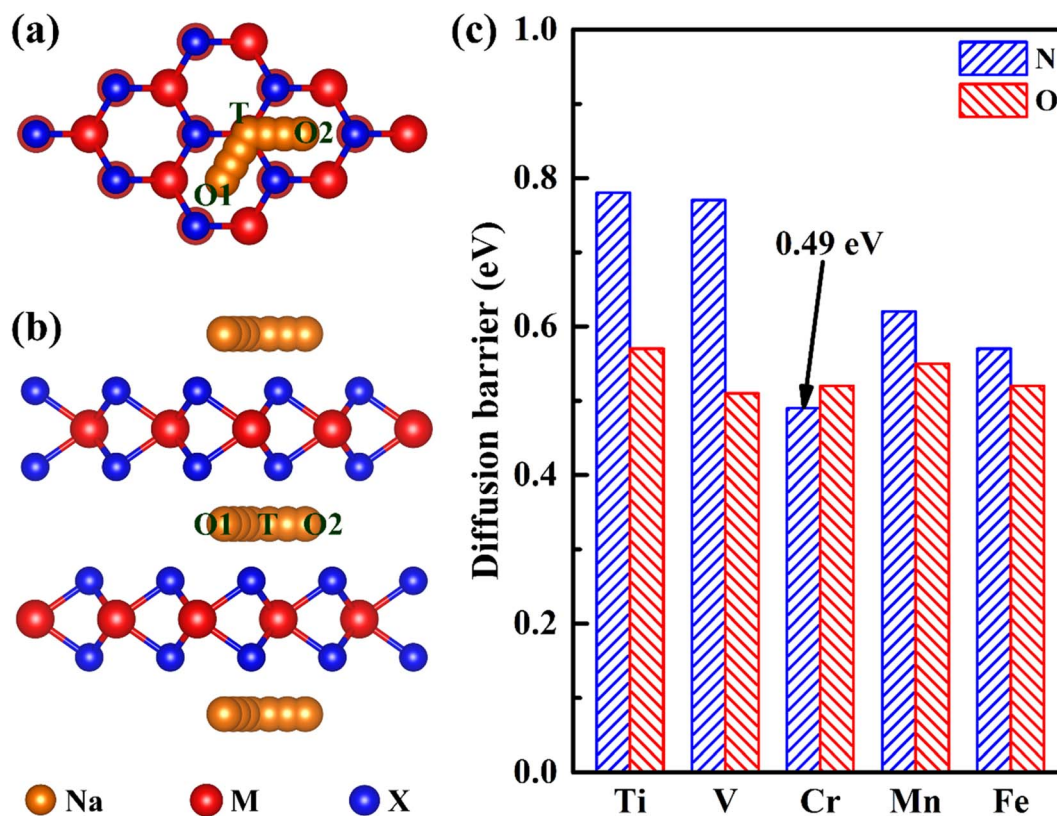 (a)
T
O2
O1
(b)
O1 T O2
Na M X
(c)
Diffusion barrier (eV)
1.0
0.8
0.6
0.4
0.2
0.0
N
O
0.49 eV
Ti V Cr Mn Fe